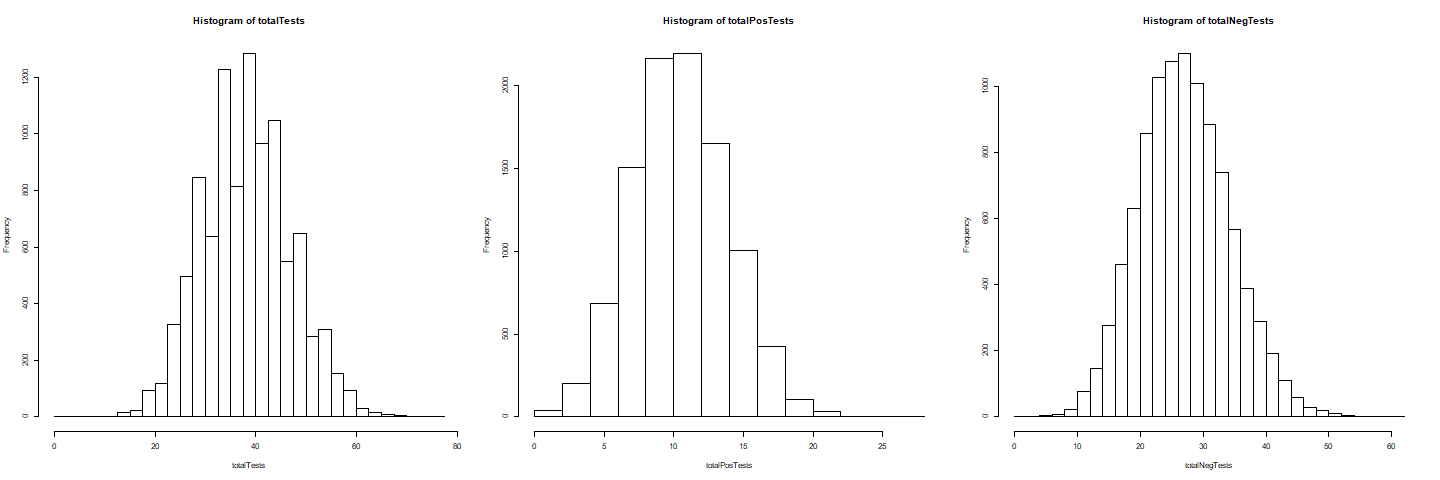 Histogram of totalTests
Frequency
0
200
400
600
800
1000
1200
0 20 40 60 80
totalTests
Histogram of totalPosTests
Frequency
0
500
1000
1500
2000
0 5 10 15 20 25
totalPosTests
Histogram of totalNegTests
Frequency
0
200
400
600
800
1000
0 10 20 30 40 50 60
totalNegTests